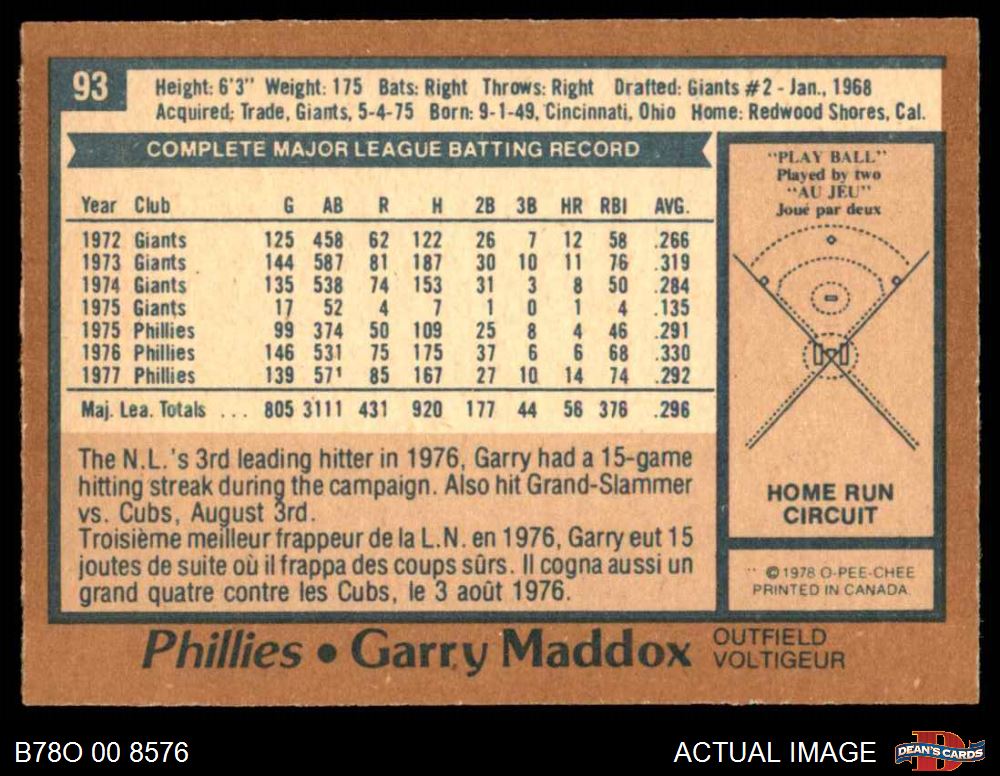 93
Height: 6'3" Weight: 175 Bats: Right Throws: Right Drafted: Giants #2 - Jan., 1968
Acquired: Trade, Giants, 5-4-75 Born: 9-1-49, Cincinnati, Ohio Home: Redwood Shores, Cal.
COMPLETE MAJOR LEAGUE BATTING RECORD
Year Club G AB R H 2B 3B HR RBI AVG.
1972 Giants 125 458 62 122 26 7 12 58 .266
1973 Giants 144 587 81 187 30 10 11 76 .319
1974 Giants 135 538 74 153 31 3 8 50 .284
1975 Giants 17 52 4 7 1 0 1 4 .135
1975 Phillies 99 374 50 109 25 8 4 46 .291
1976 Phillies 146 531 75 175 37 6 6 68 .330
1977 Phillies 139 571 85 167 27 10 14 74 .292
Maj. Lea. Totals ... 805 3111 431 920 177 44 56 376 .296
The N.L.'s 3rd leading hitter in 1976, Garry had a 15-game
hitting streak during the campaign. Also hit Grand-Slammer
vs. Cubs, August 3rd.
Troisième meilleur frappeur de la L.N. en 1976, Garry eut 15
joutes de suite où il frappa des coups sûrs. Il cogna aussi un
grand quatre contre les Cubs, le 3 août 1976.
"PLAY BALL"
Played by two
"AU JEU"
Joué par deux
HOME RUN
CIRCUIT
©1978 O-PEE-CHEE
PRINTED IN CANADA
Phillies • Garry Maddox
OUTFIELD
VOLTIGEUR
B78O 00 8576
ACTUAL IMAGE
DEAN'S CARDS